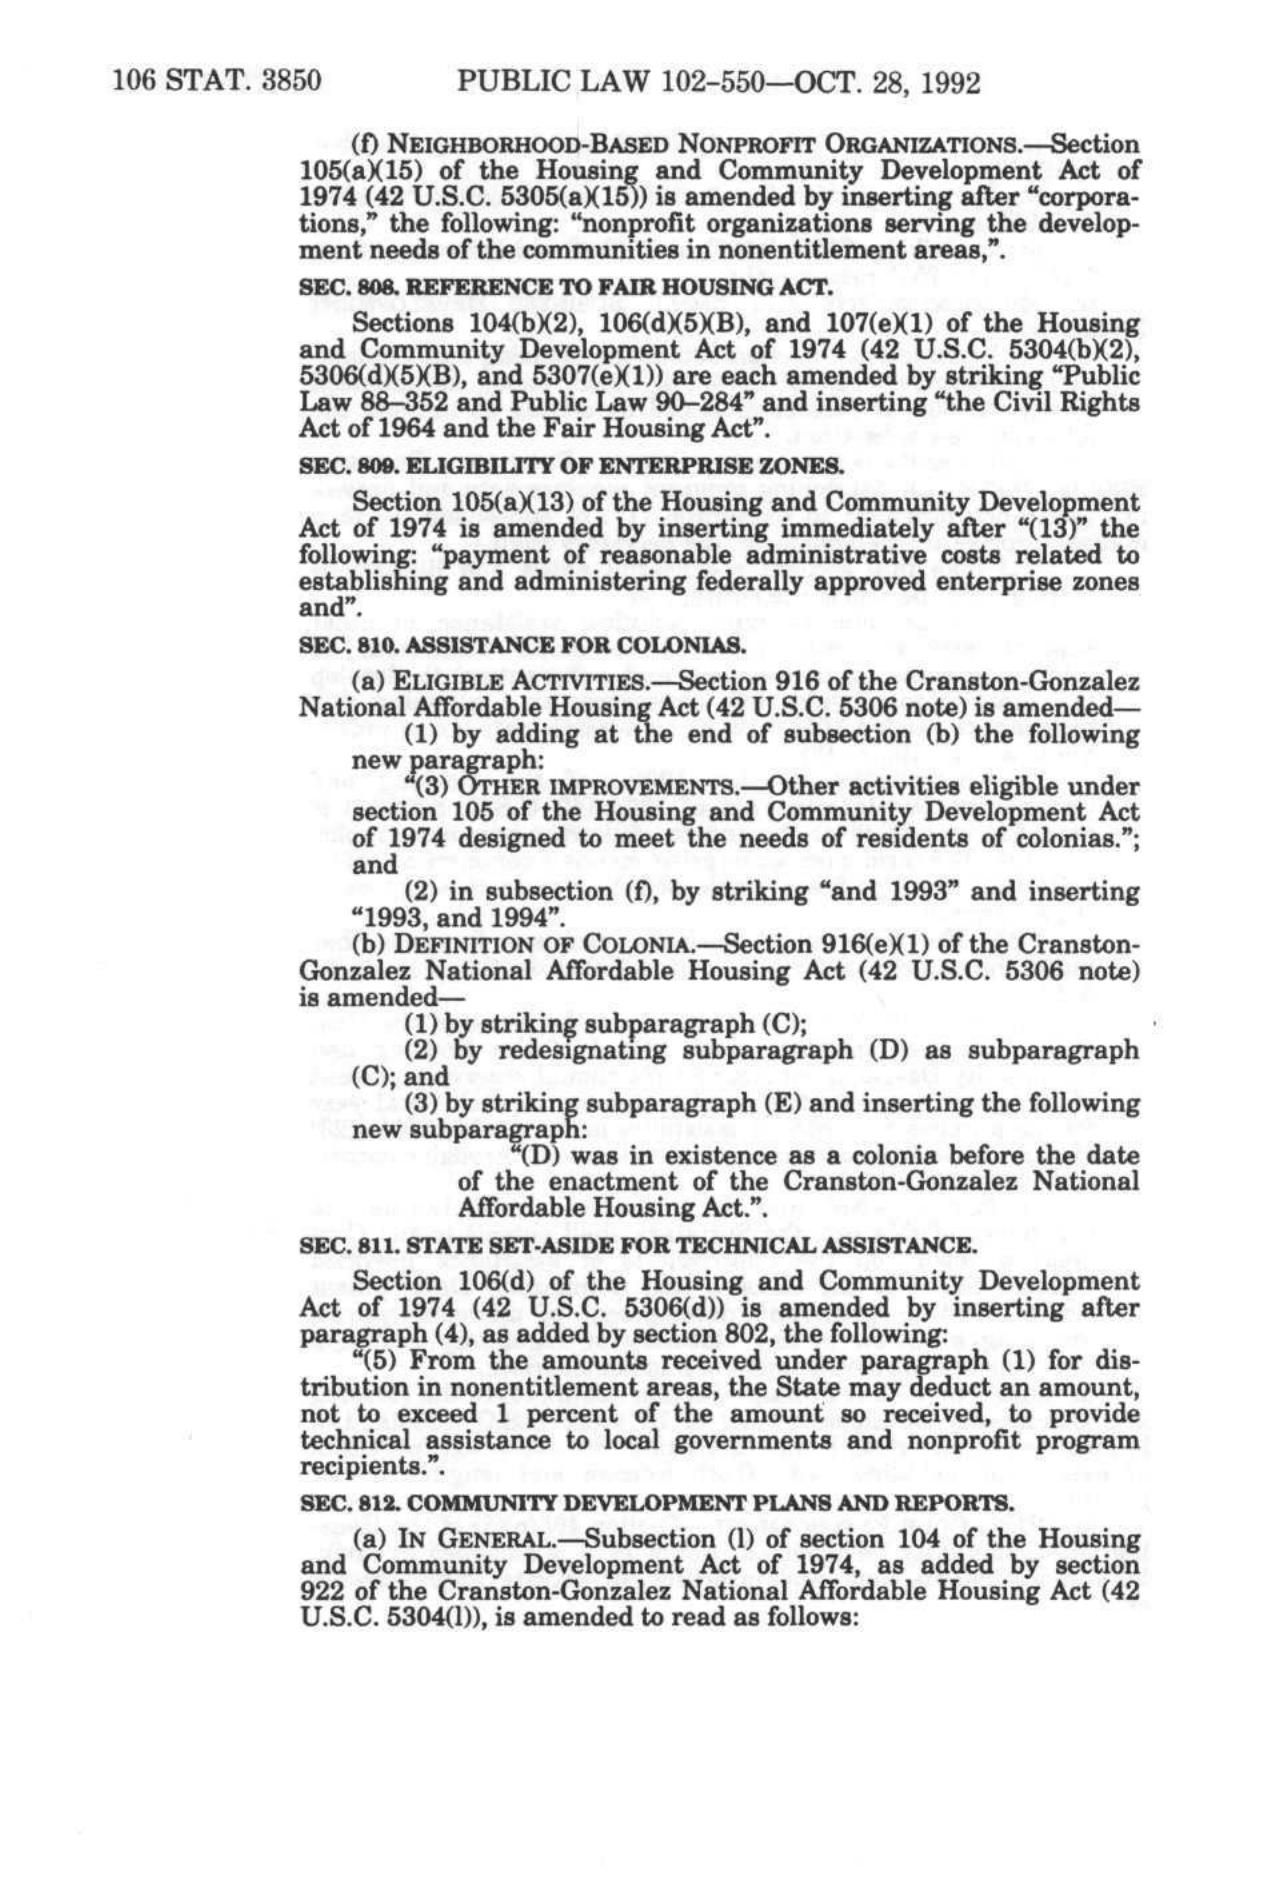 106 STAT. 3850 PUBLIC LAW 102-550—OCT. 28, 1992
(f) NEIGHBORHOOD-BASED NONPROFIT ORGANIZATIONS.—Section
105(a)(15) of the Housing and Community Development Act of
1974 (42 U.S.C. 5305(a)(15)) is amended by inserting after “corpora-
tions,” the following: “nonprofit organizations serving the develop-
ment needs of the communities in nonentitlement areas,”.
SEC. 808. REFERENCE TO FAIR HOUSING ACT.
Sections 104(b)(2), 106(d)(5)(B), and 107(e)(1) of the Housing
and Community Development Act of 1974 (42 U.S.C. 5304(b)(2),
5306(d)(5)(B), and 5307(e)(1)) are each amended by striking “Public
Law 88–352 and Public Law 90–284” and inserting “the Civil Rights
Act of 1964 and the Fair Housing Act”.
SEC. 809. ELIGIBILITY OF ENTERPRISE ZONES.
Section 105(a)(13) of the Housing and Community Development
Act of 1974 is amended by inserting immediately after “(13)” the
following: “payment of reasonable administrative costs related to
establishing and administering federally approved enterprise zones
and”.
SEC. 810. ASSISTANCE FOR COLONIAS.
(a) ELIGIBLE ACTIVITIES.—Section 916 of the Cranston-Gonzalez
National Affordable Housing Act (42 U.S.C. 5306 note) is amended—
(1) by adding at the end of subsection (b) the following
new paragraph:
“(3) OTHER IMPROVEMENTS.—Other activities eligible under
section 105 of the Housing and Community Development Act
of 1974 designed to meet the needs of residents of colonias.”;
and
(2) in subsection (f), by striking “and 1993” and inserting
“1993, and 1994”.
(b) DEFINITION OF COLONIA.—Section 916(e)(1) of the Cranston-
Gonzalez National Affordable Housing Act (42 U.S.C. 5306 note)
is amended—
(1) by striking subparagraph (C);
(2) by redesignating subparagraph (D) as subparagraph
(C); and
(3) by striking subparagraph (E) and inserting the following
new subparagraph:
“(D) was in existence as a colonia before the date
of the enactment of the Cranston-Gonzalez National
Affordable Housing Act.”.
SEC. 811. STATE SET-ASIDE FOR TECHNICAL ASSISTANCE.
Section 106(d) of the Housing and Community Development
Act of 1974 (42 U.S.C. 5306(d)) is amended by inserting after
paragraph (4), as added by section 802, the following:
“(5) From the amounts received under paragraph (1) for dis-
tribution in nonentitlement areas, the State may deduct an amount,
not to exceed 1 percent of the amount so received, to provide
technical assistance to local governments and nonprofit program
recipients.”.
SEC. 812. COMMUNITY DEVELOPMENT PLANS AND REPORTS.
(a) IN GENERAL.—Subsection (l) of section 104 of the Housing
and Community Development Act of 1974, as added by section
922 of the Cranston-Gonzalez National Affordable Housing Act (42
U.S.C. 5304(l)), is amended to read as follows: